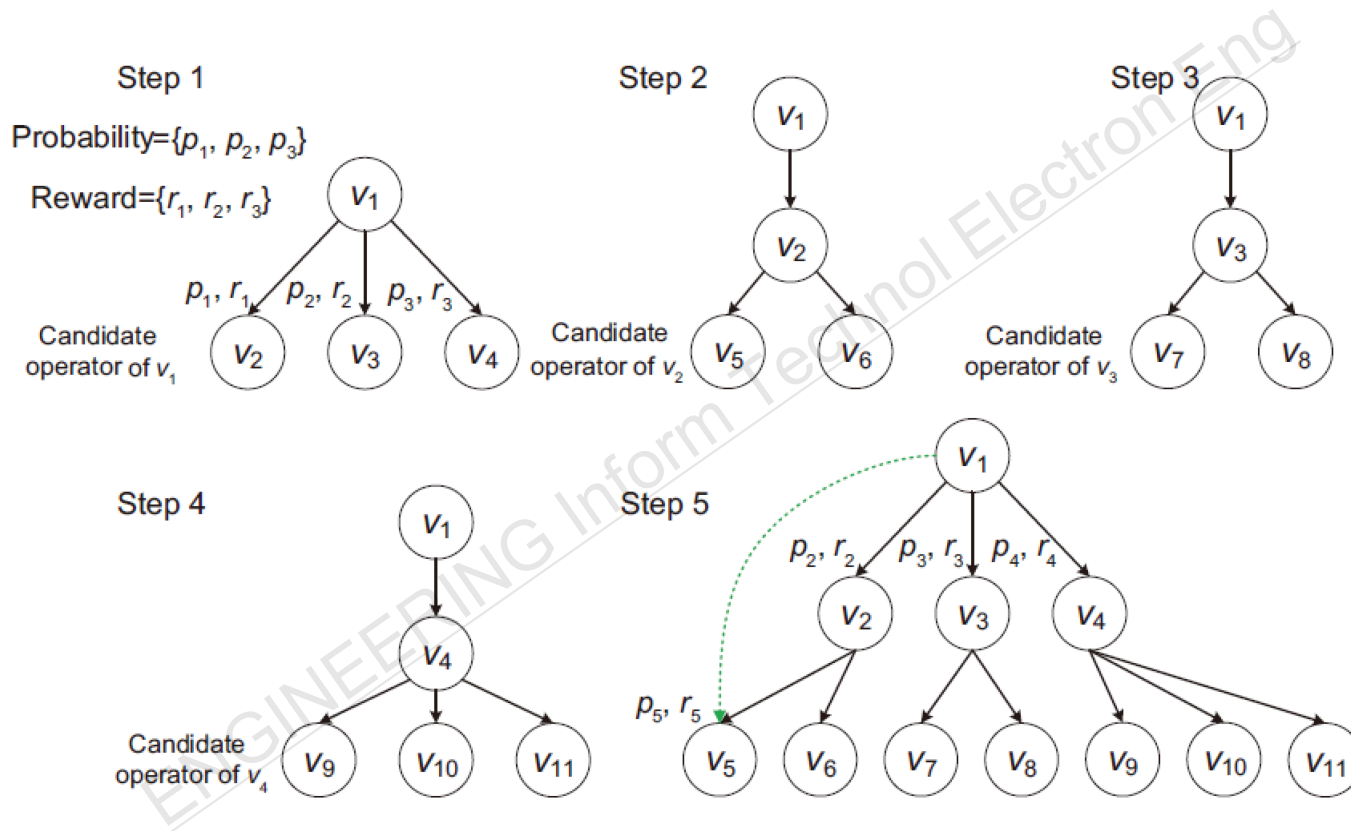 Step 1
Probability={p₁, p₂, p₃}
Reward={r₁, r₂, r₃}
v₁
p₁, r₁
p₂, r₂
p₃, r₃
Candidate
operator of v₁
v₂
v₃
v₄
Step 2
v₁
v₂
Candidate
operator of v₂
v₅
v₆
Step 3
v₁
v₃
Candidate
operator of v₃
v₇
v₈
Step 4
v₁
v₄
Candidate
operator of v₄
v₉
v₁₀
v₁₁
Step 5
v₁
p₂, r₂
p₃, r₃
p₄, r₄
v₂
v₃
v₄
p₅, r₅
v₅
v₆
v₇
v₈
v₉
v₁₀
v₁₁
ENGINEERING Inform Technol Electron Eng